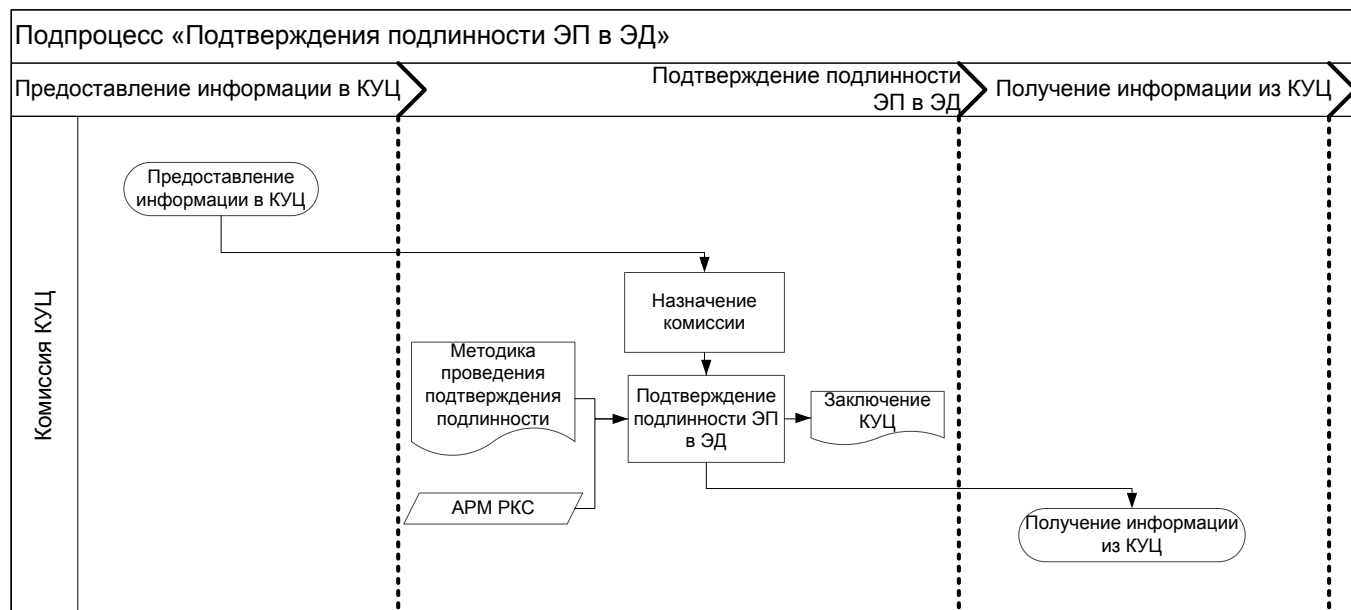 Подпроцесс «Подтверждения подлинности ЭП в ЭД»
Предоставление информации в КУЦ
Подтверждение подлинности
ЭП в ЭД
Получение информации из КУЦ
Комиссия КУЦ
Предоставление
информации в КУЦ
Назначение
комиссии
Методика
проведения
подтверждения
подлинности
Подтверждение
подлинности ЭП
в ЭД
Заключение
КУЦ
АРМ РКС
Получение информации
из КУЦ